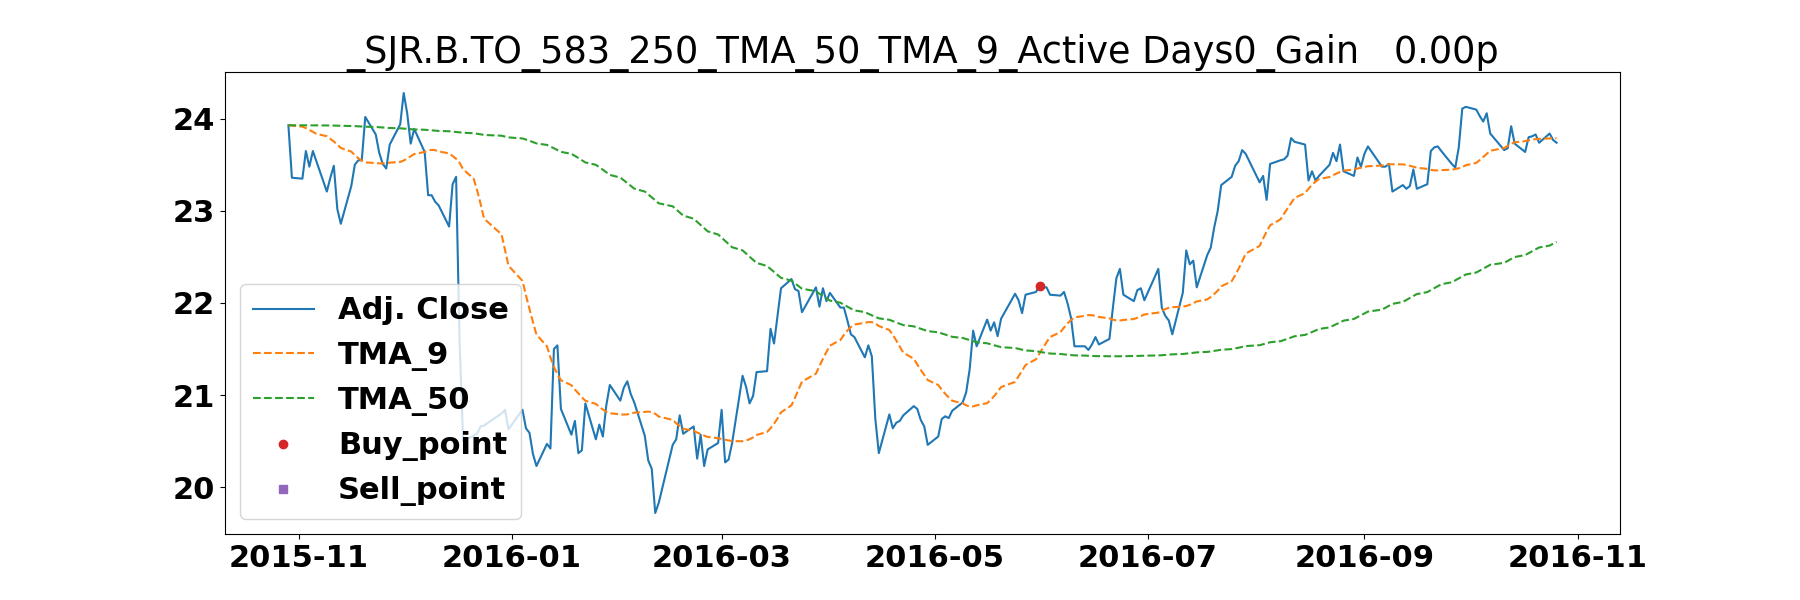 _SJR.B.TO_583_250_TMA_50_TMA_9_Active Days0_Gain   0.00p
24
23
22
21
20
Adj. Close
TMA_9
TMA_50
Buy_point
Sell_point
2015-11 2016-01 2016-03 2016-05 2016-07 2016-09 2016-11